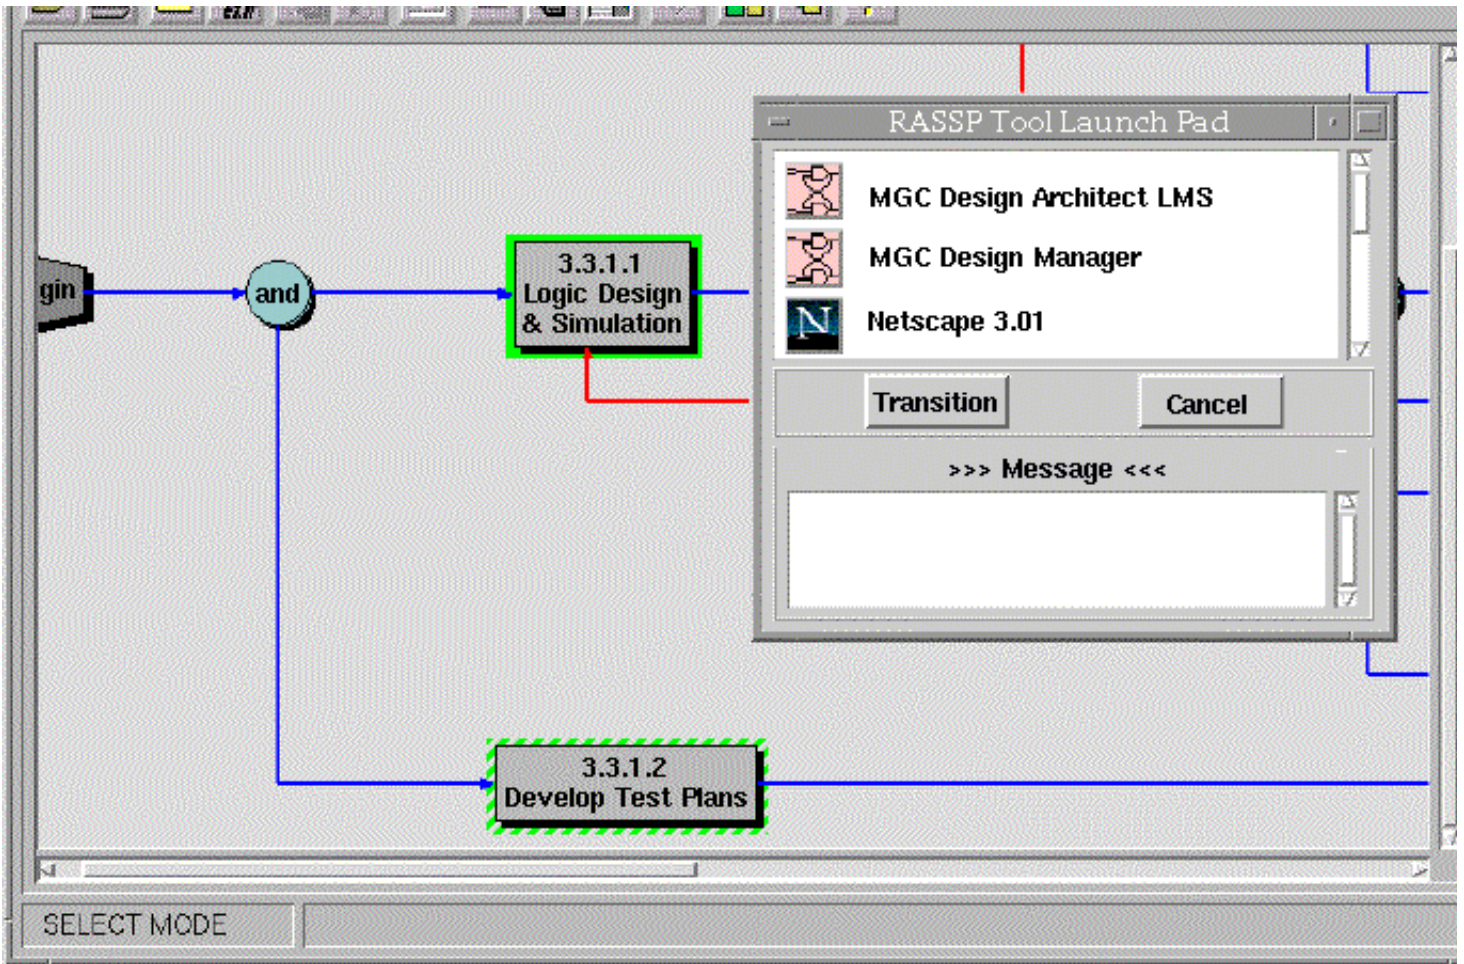 RASSP Tool Launch Pad
MGC Design Architect LMS
MGC Design Manager
N
Netscape 3.01
Transition
Cancel
>>> Message <<<
gin
and
3.3.1.1
Logic Design
& Simulation
3.3.1.2
Develop Test Plans
SELECT MODE